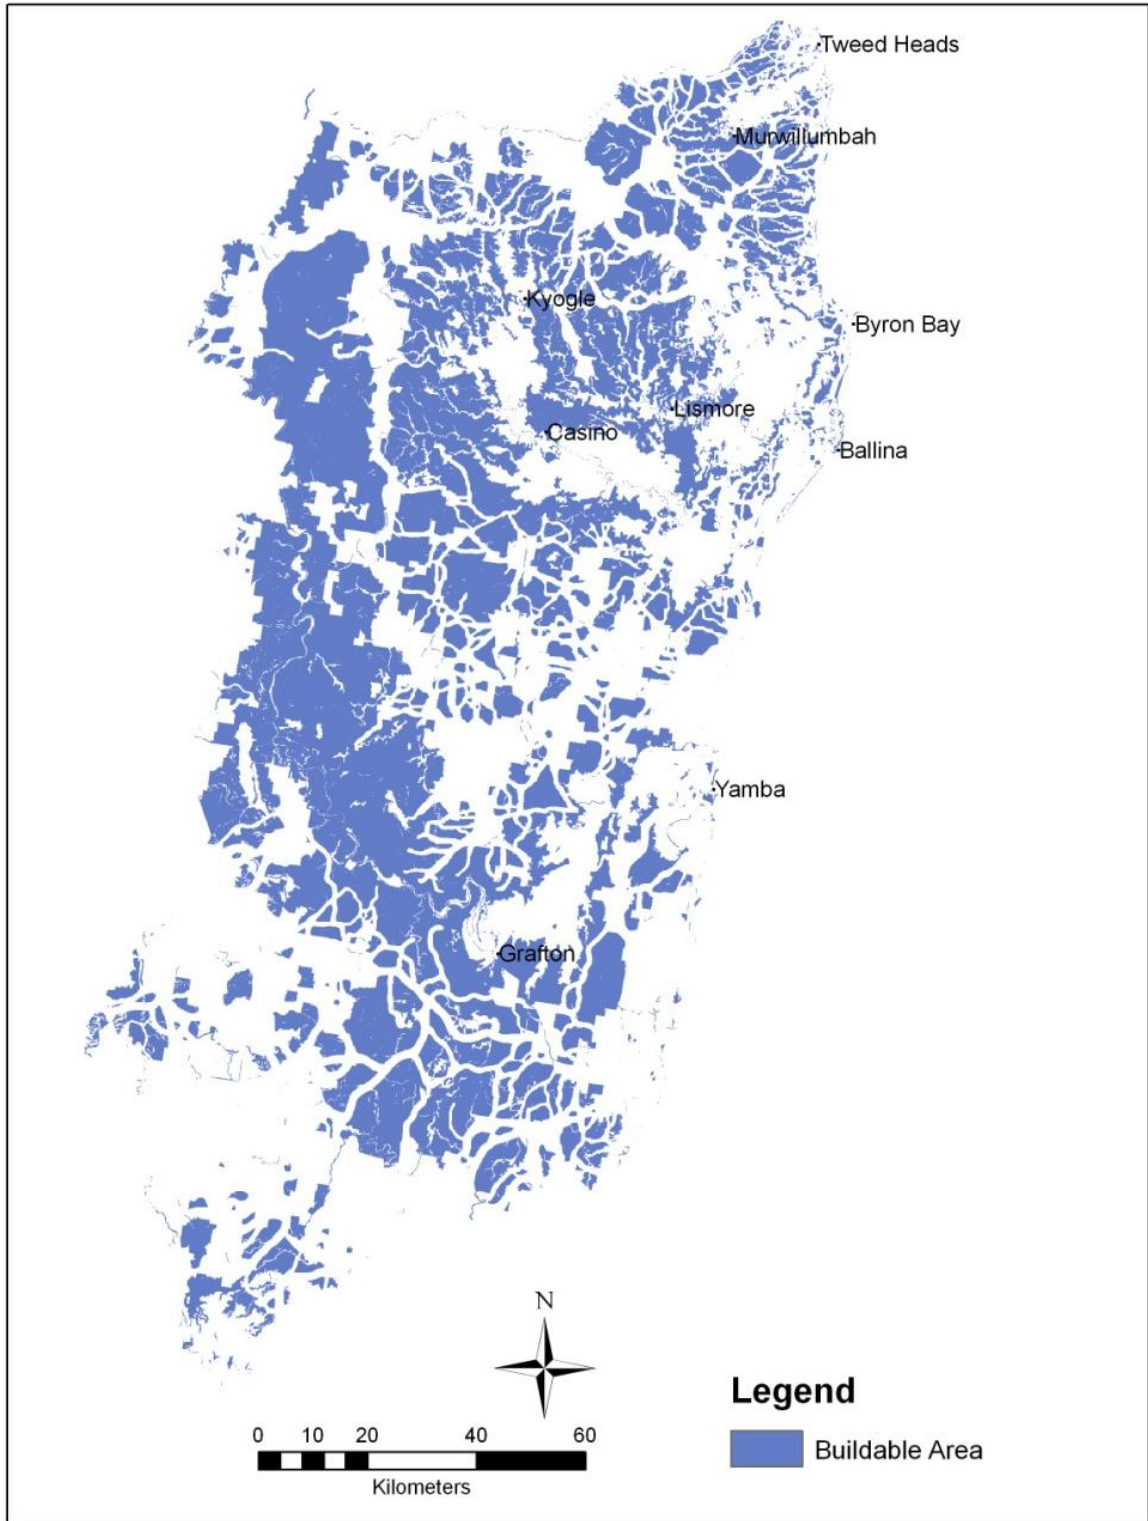 Tweed Heads
Murwillumbah
Kyogle
Byron Bay
Lismore
Casino
Ballina
Yamba
Grafton
N
Legend
0 10 20 40 60
Buildable Area
Kilometers